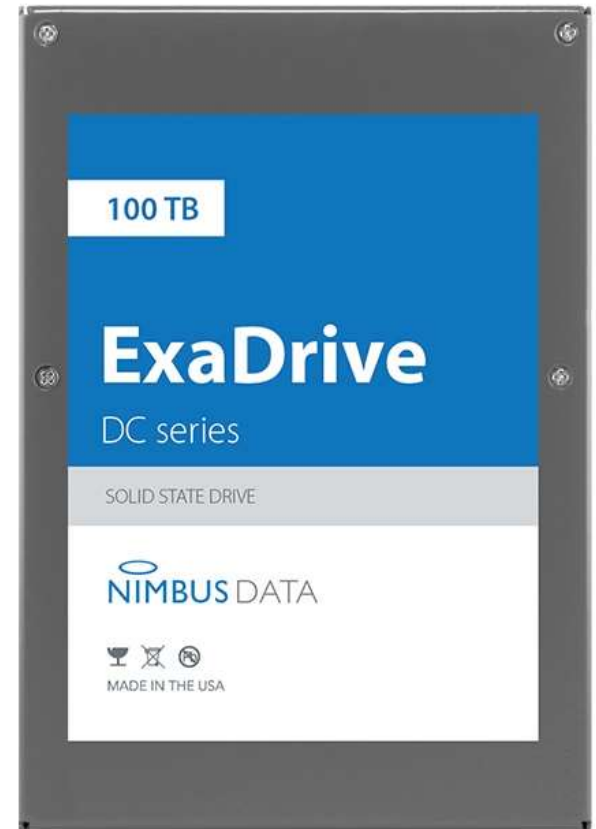 100 TB
ExaDrive
DC series
SOLID STATE DRIVE
NIMBUS DATA
MADE IN THE USA